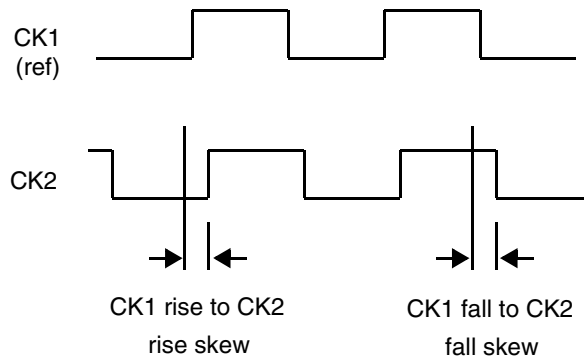 CK1
(ref)
CK2
CK1 rise to CK2
rise skew
CK1 fall to CK2
fall skew